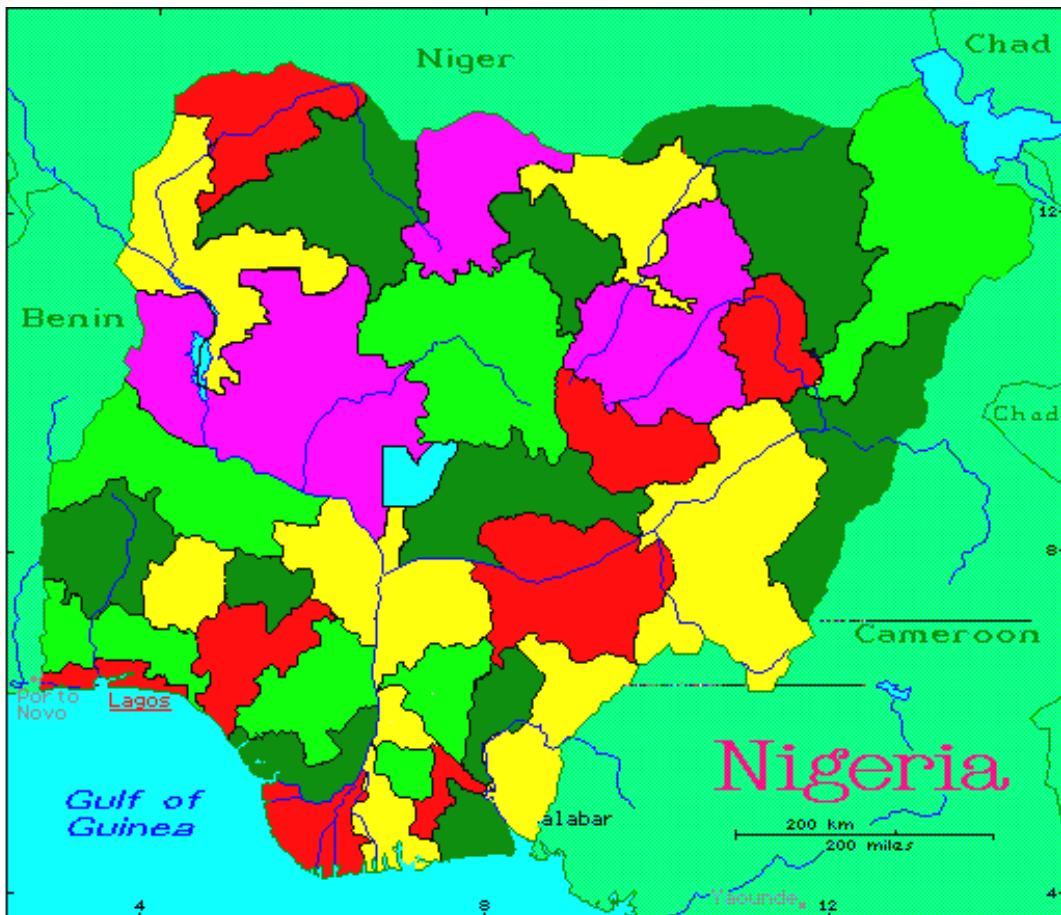 Niger
Chad
12
Benin
Chad
8
Cameroon
Porto
Novo
Lagos
Nigeria
Gulf of
Guinea
alabar
200 km
200 miles
Yaounde
4
8
12
4